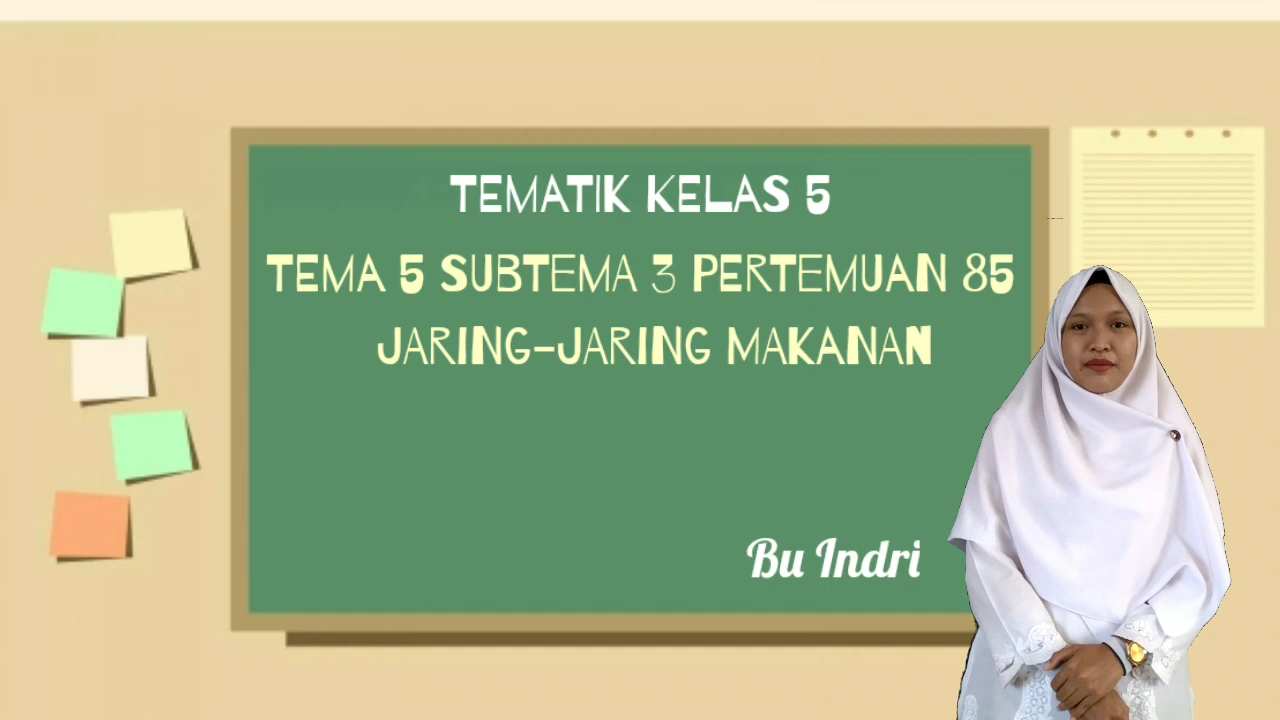 TEMATIK KELAS 5
TEMA 5 SUBTEMA 3 PERTEMUAN 85
JARING-JARING MAKANAN
Bu Indri